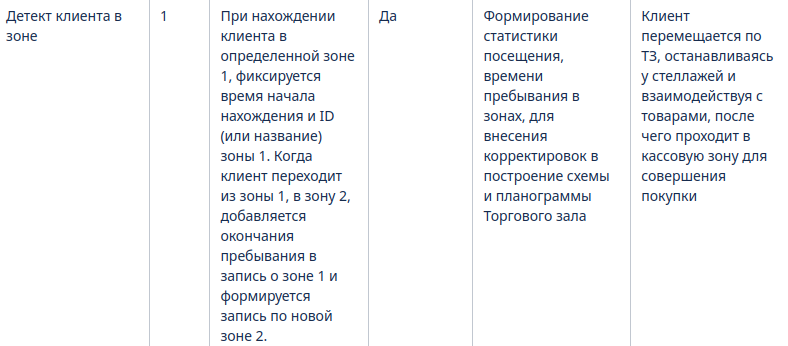 Детект клиента в
зоне
1
При нахождении
клиента в
определенной зоне
1, фиксируется
время начала
нахождения и ID
(или название)
зоны 1. Когда
клиент переходит
из зоны 1, в зону 2,
добавляется
окончания
пребывания в
запись о зоне 1 и
формируется
запись по новой
зоне 2.
Да
Формирование
статистики
посещения,
времени
пребывания в
зонах, для
внесения
корректировок в
построение схемы
и планограммы
Торгового зала
Клиент
перемещается по
ТЗ, останавливаясь
у стеллажей и
взаимодействуя с
товарами, после
чего проходит в
кассовую зону для
совершения
покупки